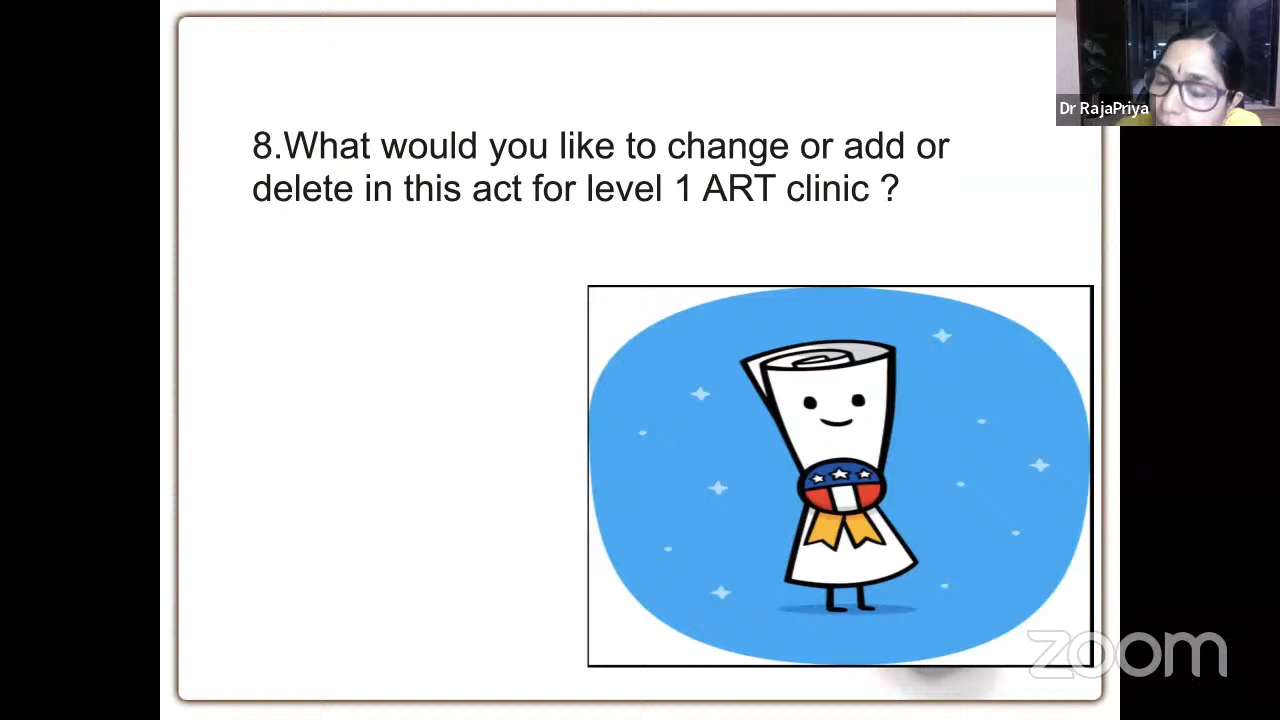 Dr RajaPriya
8.What would you like to change or add or
delete in this act for level 1 ART clinic ?
zoom